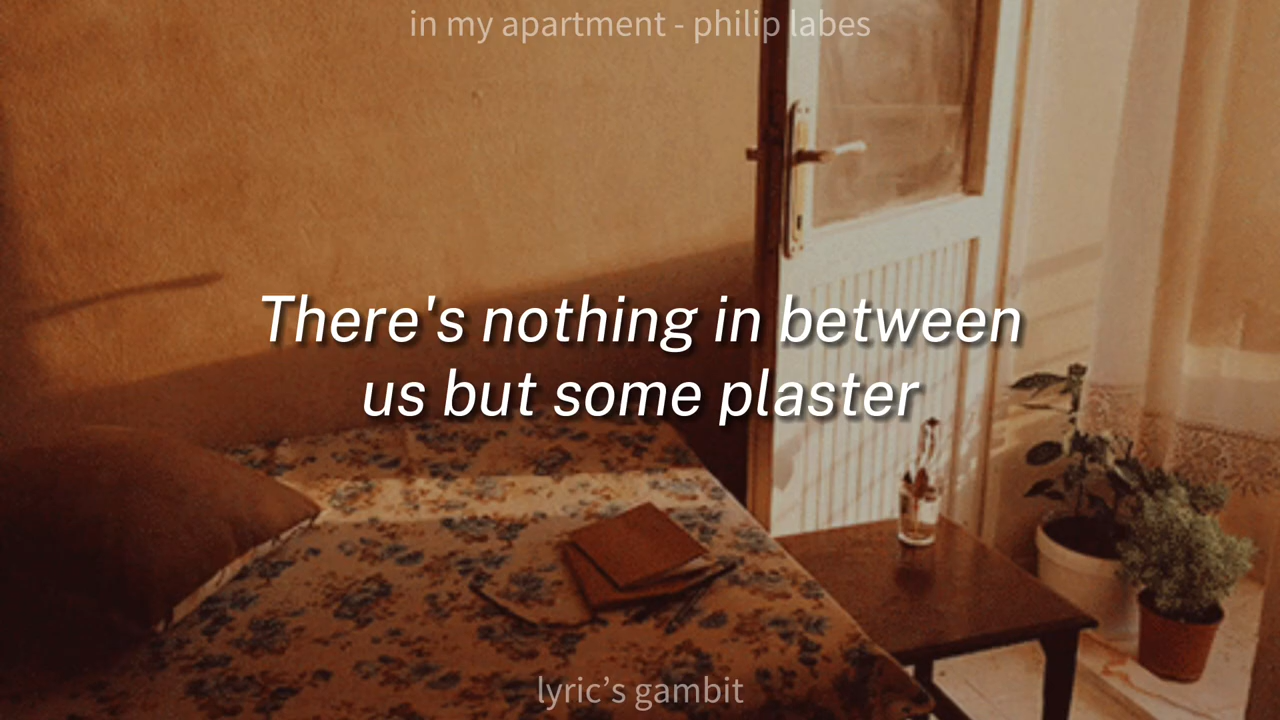 in my apartment - philip labes
There's nothing in between
us but some plaster
lyric’s gambit